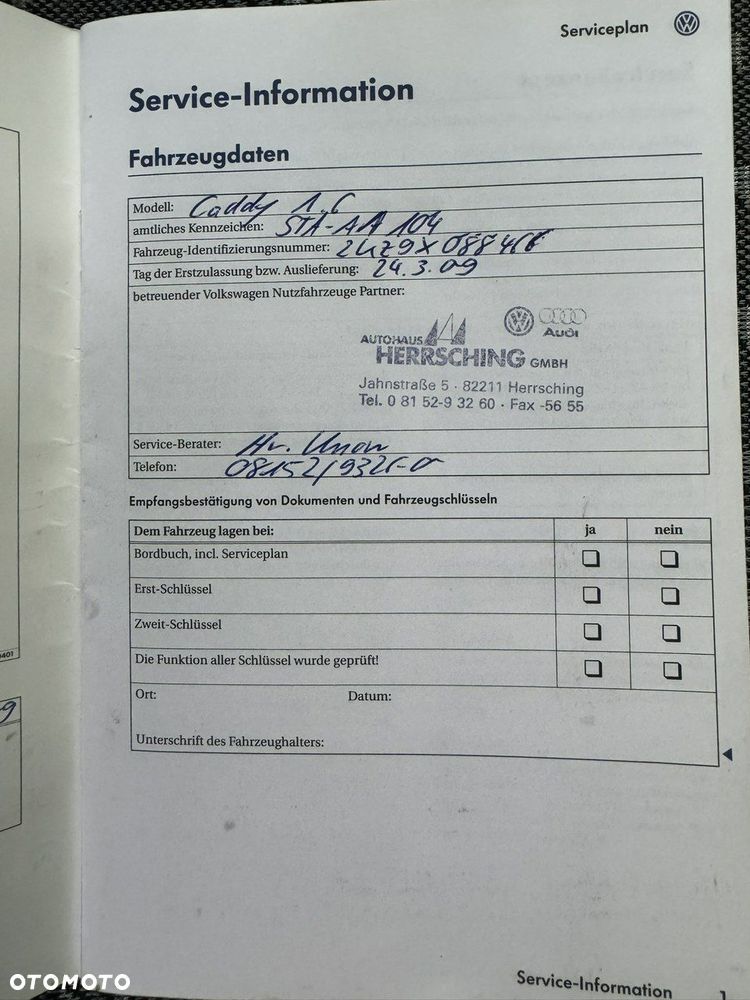 Serviceplan
Service-Information
Fahrzeugdaten
Modell: Caddy 1.6
amtliches Kennzeichen: STA-AA 104
Fahrzeug-Identifizierungsnummer:
Tag der Erstzulassung bzw. Auslieferung: 24.3.09
betreuender Volkswagen Nutzfahrzeuge Partner:
Audi
AUTOHAUS
HERRSCHING GMBH
Jahnstraße 5 · 82211 Herrsching
Tel. 0 81 52-9 32 60 · Fax -56 55
Service-Berater: Hr.
Telefon:
Empfangsbestätigung von Dokumenten und Fahrzeugschlüsseln
Dem Fahrzeug lagen bei: ja nein
Bordbuch, incl. Serviceplan
Erst-Schlüssel
Zweit-Schlüssel
Die Funktion aller Schlüssel wurde geprüft!
Ort: Datum:
Unterschrift des Fahrzeughalters:
OTOMOTO
Service-Information 1